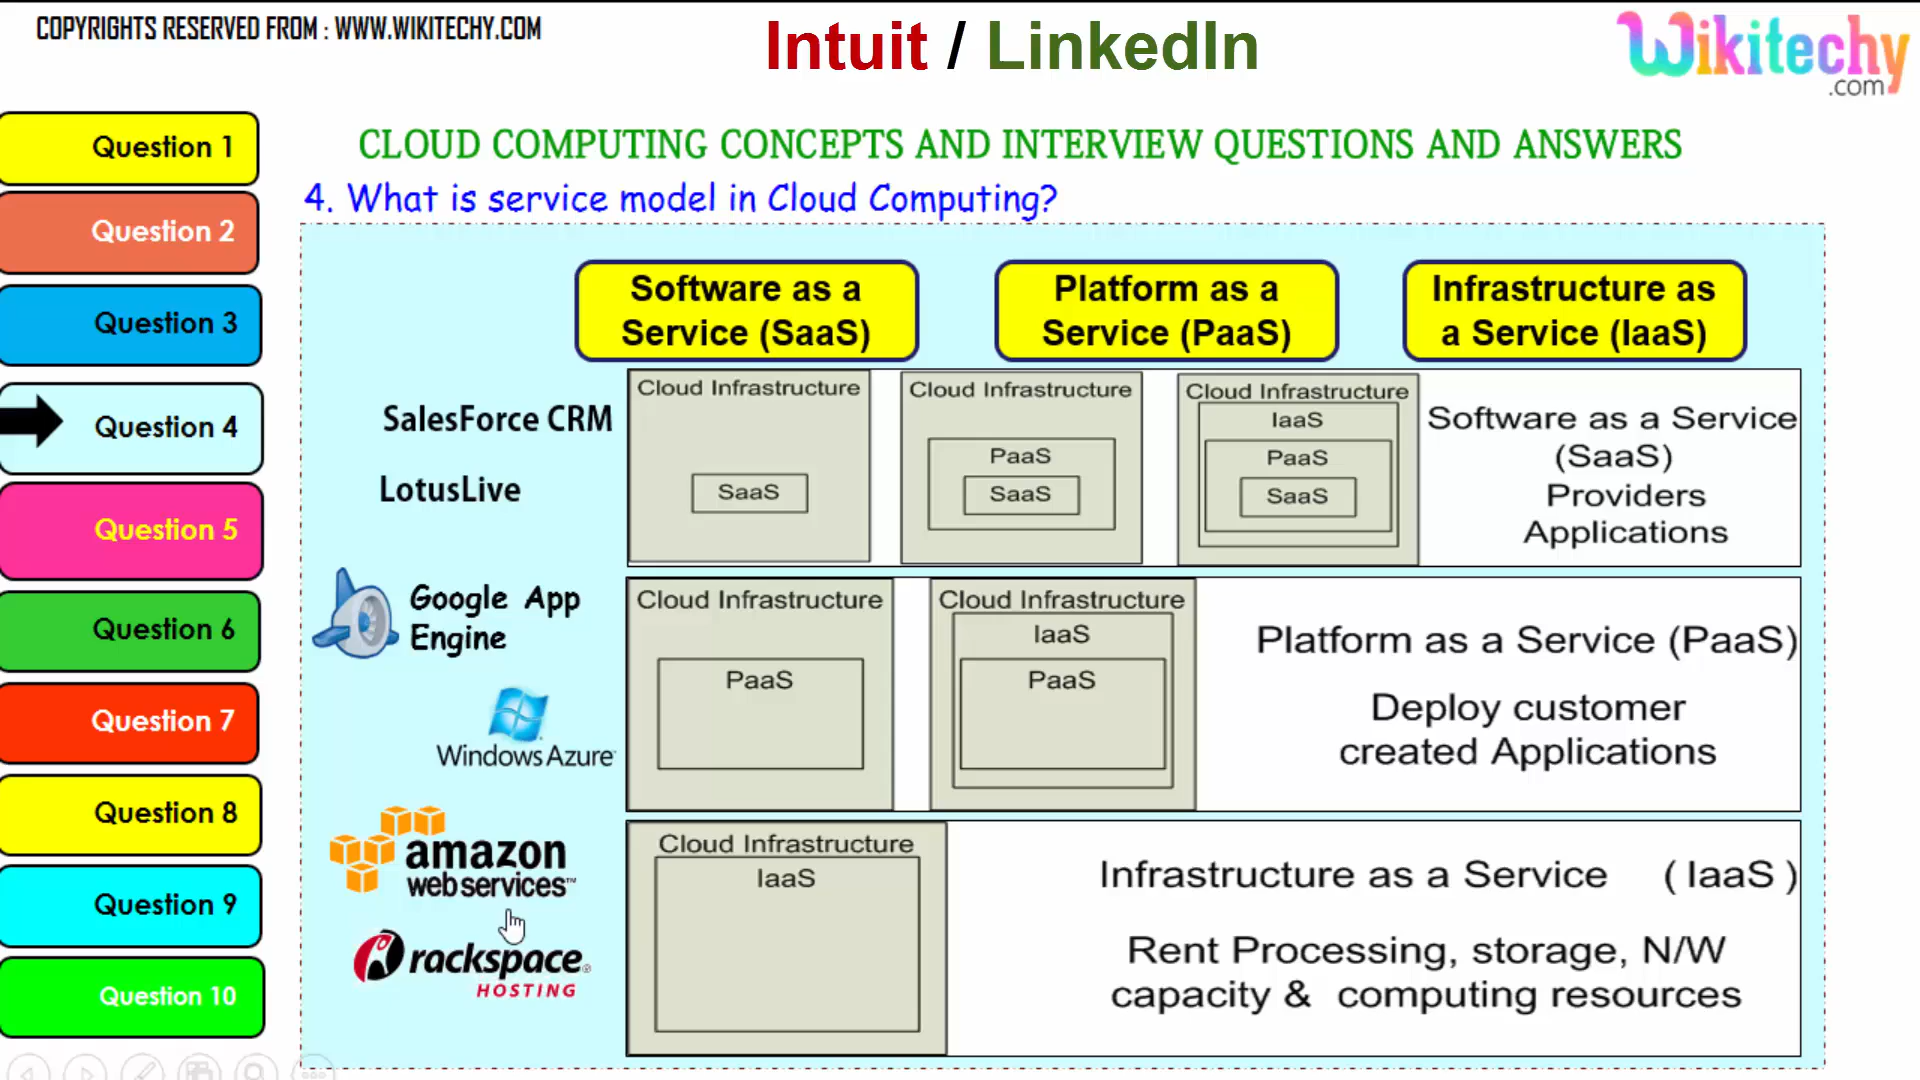 COPYRIGHTS RESERVED FROM : WWW.WIKITECHY.COM
Intuit / LinkedIn
Wikitechy
.com
CLOUD COMPUTING CONCEPTS AND INTERVIEW QUESTIONS AND ANSWERS
4. What is service model in Cloud Computing?
Question 1
Question 2
Question 3
Question 4
Question 5
Question 6
Question 7
Question 8
Question 9
Question 10
Software as a
Service (SaaS)
Platform as a
Service (PaaS)
Infrastructure as
a Service (IaaS)
SalesForce CRM
LotusLive
Cloud Infrastructure
SaaS
Cloud Infrastructure
PaaS
SaaS
Cloud Infrastructure
IaaS
PaaS
SaaS
Software as a Service
(SaaS)
Providers
Applications
Google App
Engine
Windows Azure
Cloud Infrastructure
PaaS
Cloud Infrastructure
IaaS
PaaS
Platform as a Service (PaaS)
Deploy customer
created Applications
amazon
web services™
rackspace®
HOSTING
Cloud Infrastructure
IaaS
Infrastructure as a Service ( IaaS )
Rent Processing, storage, N/W
capacity & computing resources